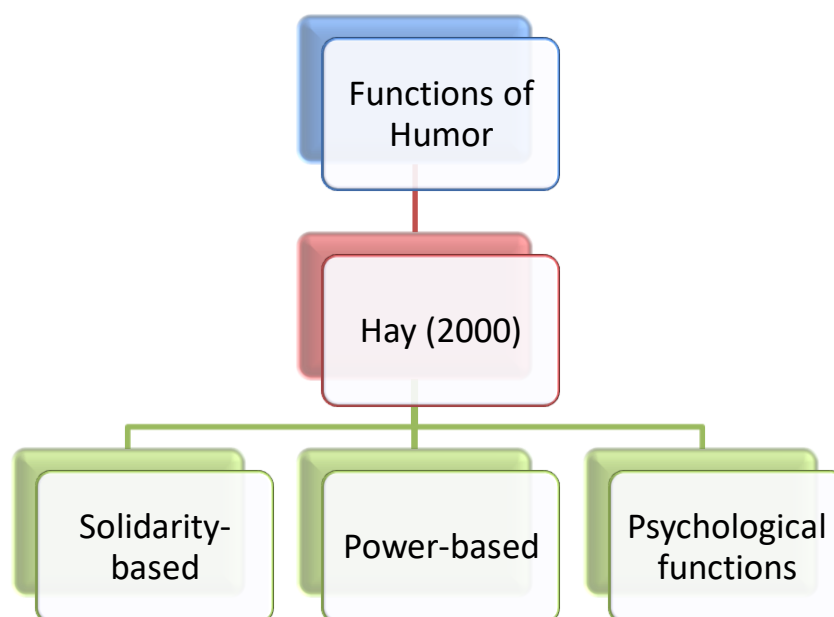 Functions of
Humor
Hay (2000)
Solidarity-
based
Power-based
Psychological
functions